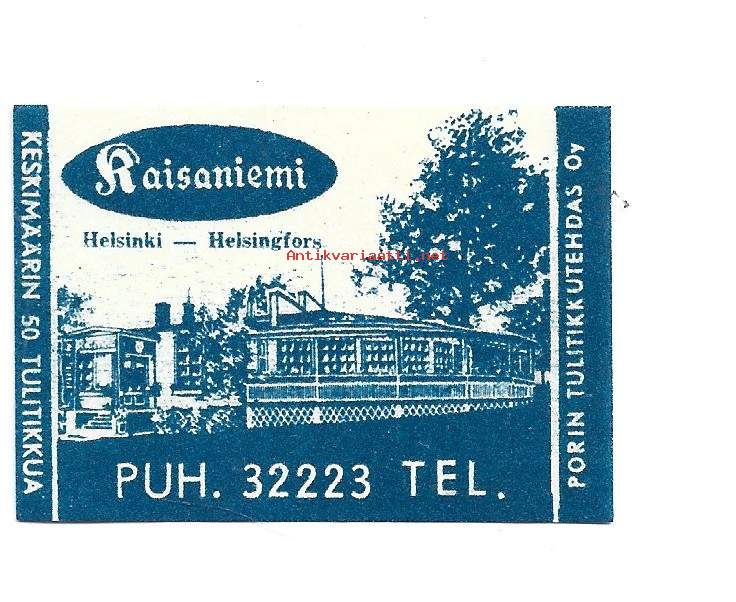 Kaisaniemi
Helsinki — Helsingfors
Antikvariaatti.net
KESKIMÄÄRIN 50 TULITIKKUA
PORIN TULITIKKUTEHDAS Oy
PUH. 32223 TEL.